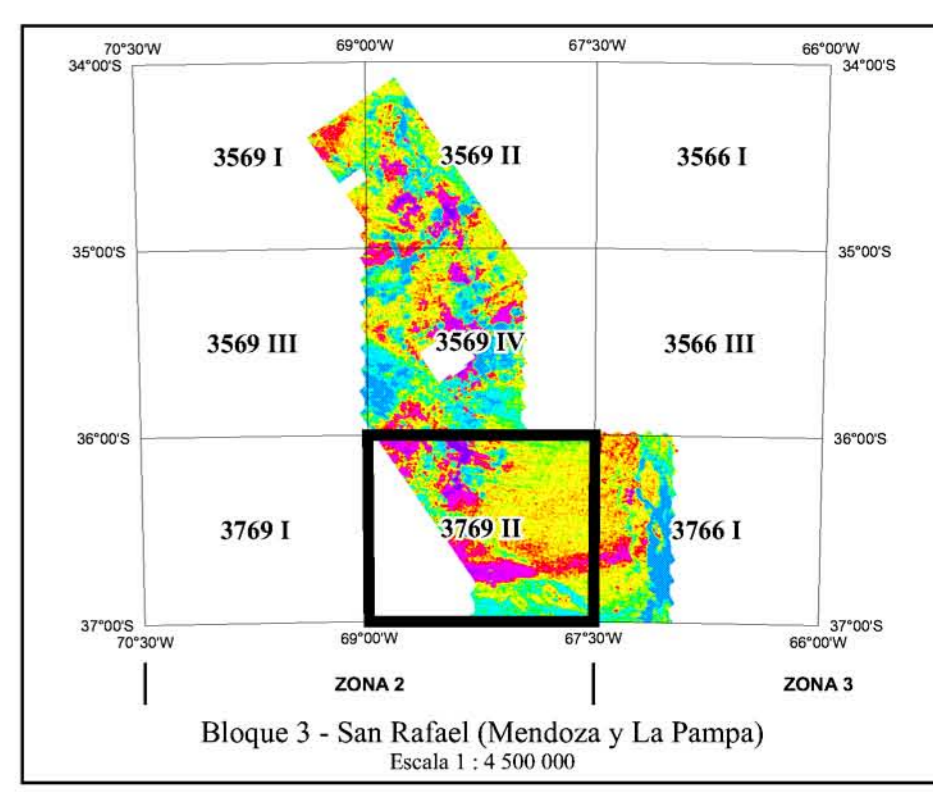 70°30'W 69°00'W 67°30'W 66°00'W
34°00'S 34°00'S
3569 I 3569 II 3566 I
35°00'S 35°00'S
3569 III 3569 IV 3566 III
36°00'S 36°00'S
3769 I 3769 II 3766 I
37°00'S 37°00'S
70°30'W 69°00'W 67°30'W 66°00'W
ZONA 2 ZONA 3
Bloque 3 - San Rafael (Mendoza y La Pampa)
Escala 1 : 4 500 000